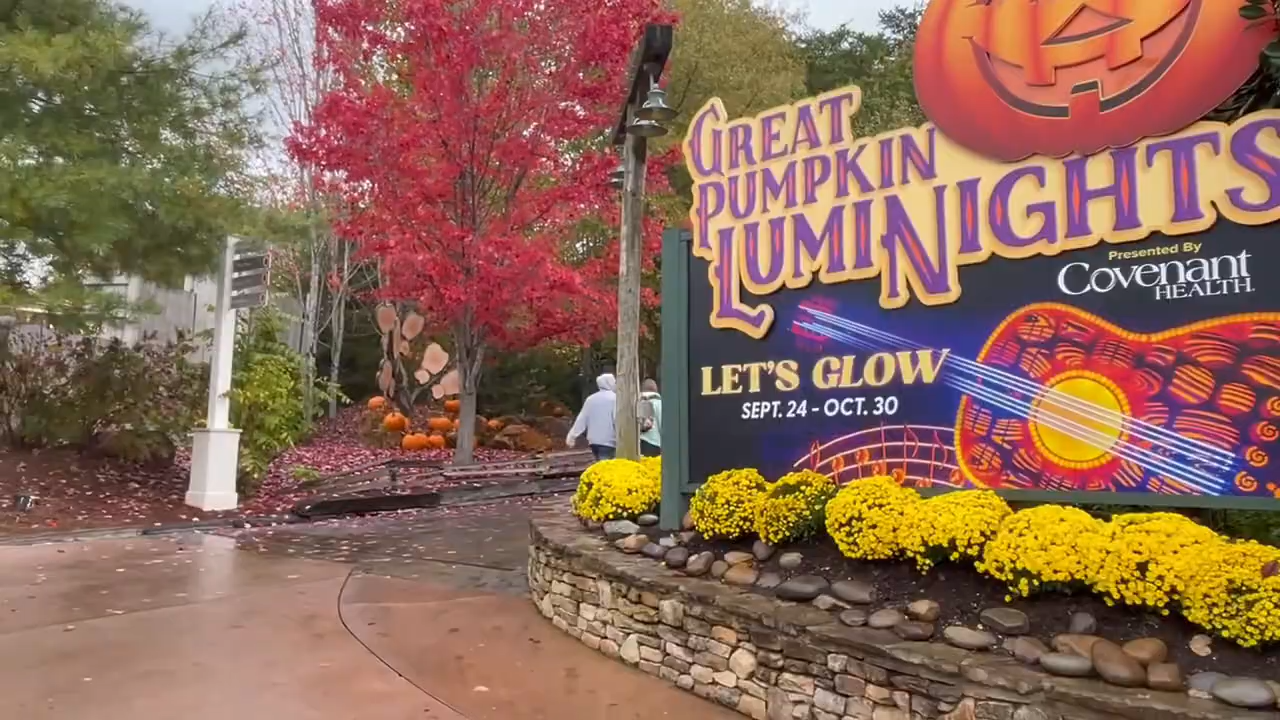 GREAT
PUMPKIN
LUMINIGHTS
Presented By
Covenant
HEALTH.
LET'S GLOW
SEPT. 24 - OCT. 30